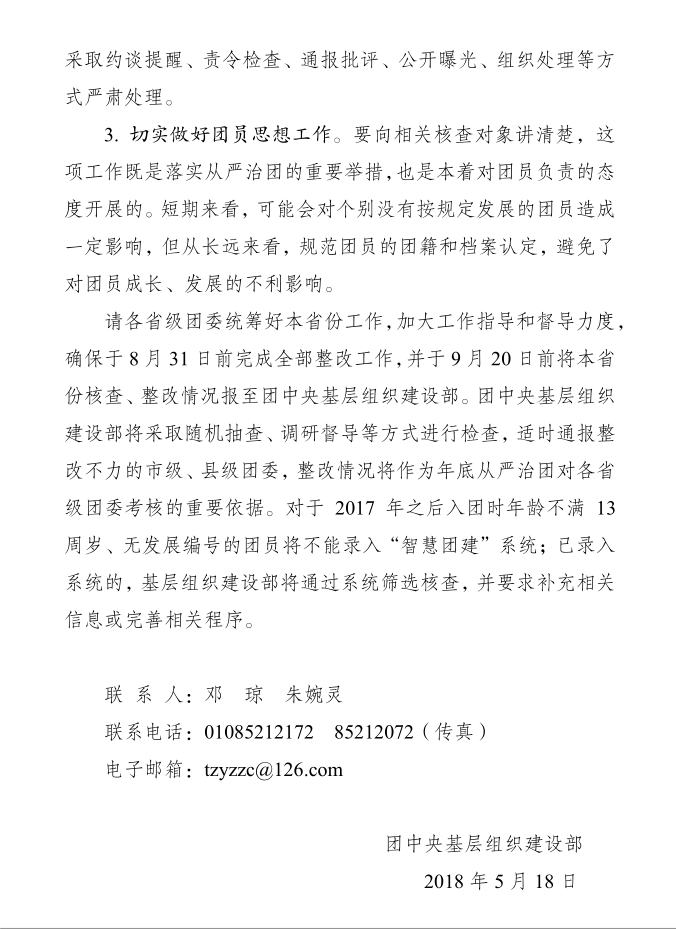 采取约谈提醒、责令检查、通报批评、公开曝光、组织处理等方
式严肃处理。
3. 切实做好团员思想工作。要向相关核查对象讲清楚，这
项工作既是落实从严治团的重要举措，也是本着对团员负责的态
度开展的。短期来看，可能会对个别没有按规定发展的团员造成
一定影响，但从长远来看，规范团员的团籍和档案认定，避免了
对团员成长、发展的不利影响。
请各省级团委统筹好本省份工作，加大工作指导和督导力度，
确保于 8 月 31 日前完成全部整改工作，并于 9 月 20 日前将本省
份核查、整改情况报至团中央基层组织建设部。团中央基层组织
建设部将采取随机抽查、调研督导等方式进行检查，适时通报整
改不力的市级、县级团委，整改情况将作为年底从严治团对各省
级团委考核的重要依据。对于 2017 年之后入团时年龄不满 13
周岁、无发展编号的团员将不能录入“智慧团建”系统；已录入
系统的，基层组织建设部将通过系统筛选核查，并要求补充相关
信息或完善相关程序。
联 系 人：邓　琼　朱婉灵
联系电话：01085212172　85212072（传真）
电子邮箱：tzyzzc@126.com
团中央基层组织建设部
2018 年 5 月 18 日